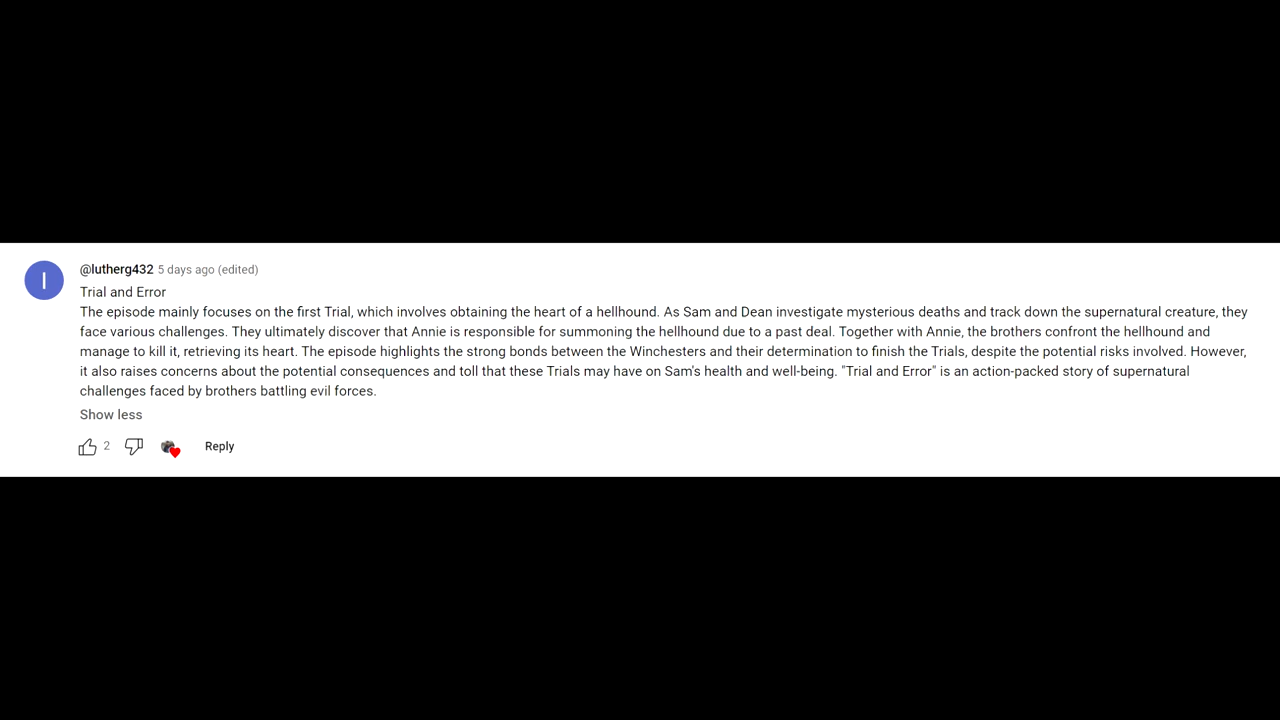 @lutherg432 5 days ago (edited)
Trial and Error
The episode mainly focuses on the first Trial, which involves obtaining the heart of a hellhound. As Sam and Dean investigate mysterious deaths and track down the supernatural creature, they
face various challenges. They ultimately discover that Annie is responsible for summoning the hellhound due to a past deal. Together with Annie, the brothers confront the hellhound and
manage to kill it, retrieving its heart. The episode highlights the strong bonds between the Winchesters and their determination to finish the Trials, despite the potential risks involved. However,
it also raises concerns about the potential consequences and toll that these Trials may have on Sam's health and well-being. "Trial and Error" is an action-packed story of supernatural
challenges faced by brothers battling evil forces.
Show less
2 Reply